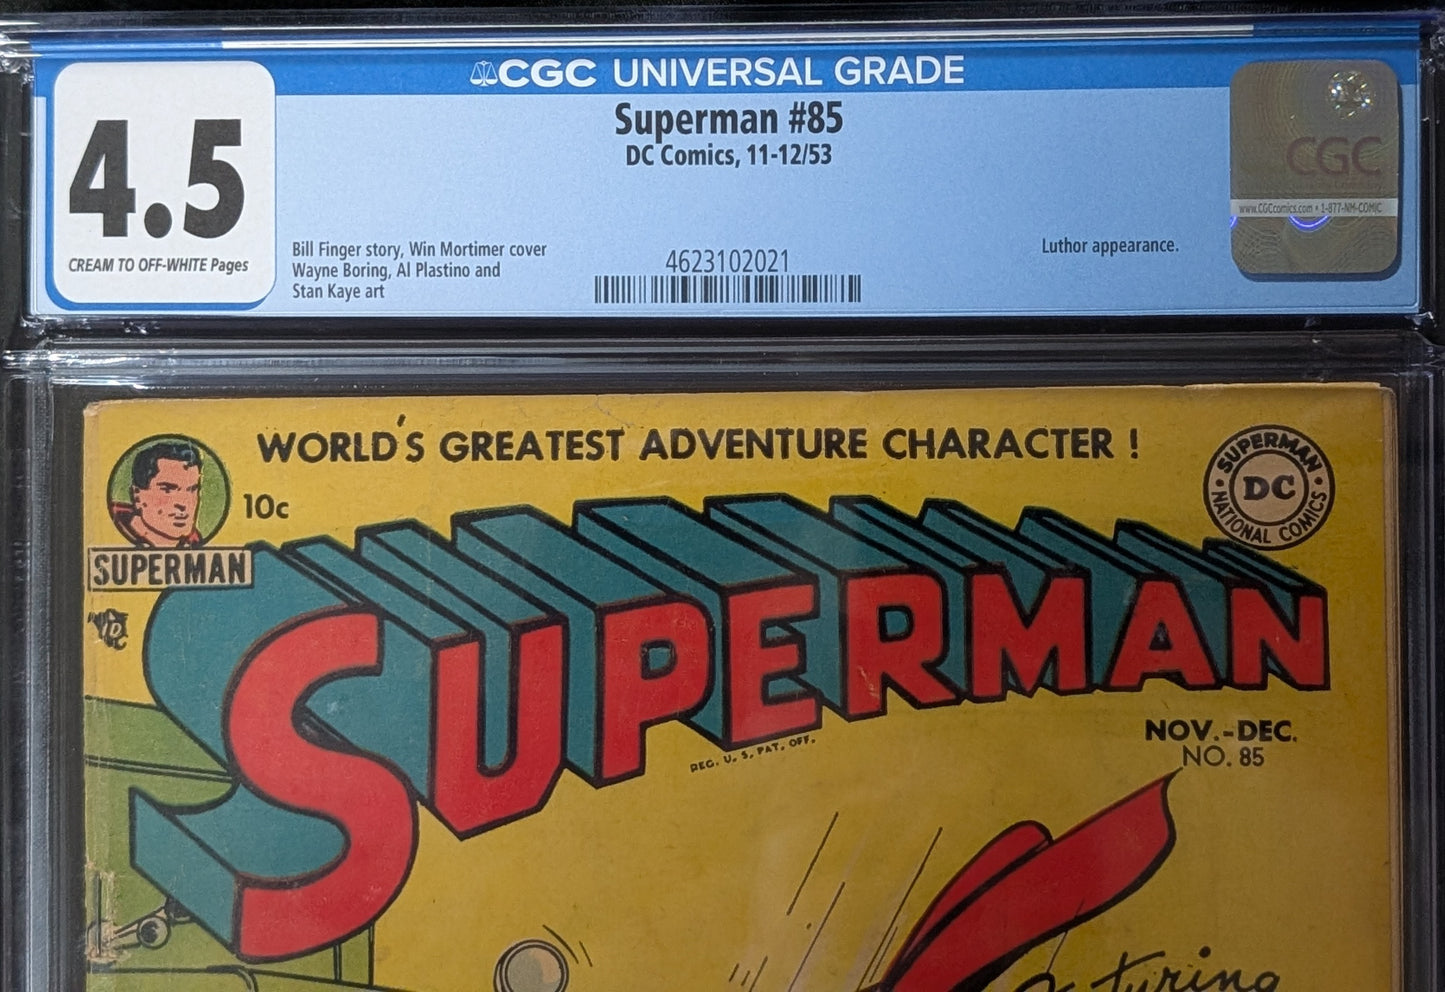 CGC UNIVERSAL GRADE
4.5
CREAM TO OFF-WHITE Pages
Superman #85
DC Comics, 11-12/53
Bill Finger story, Win Mortimer cover
Wayne Boring, Al Plastino and
Stan Kaye art
4623102021
Luthor appearance.
CGC
www.CGCcomics.com • 1-877-NM-COMIC
WORLD'S GREATEST ADVENTURE CHARACTER !
10c
SUPERMAN
SUPERMAN
DC
NATIONAL COMICS
SUPERMAN
REG. U. S. PAT. OFF.
NOV.-DEC.
NO. 85